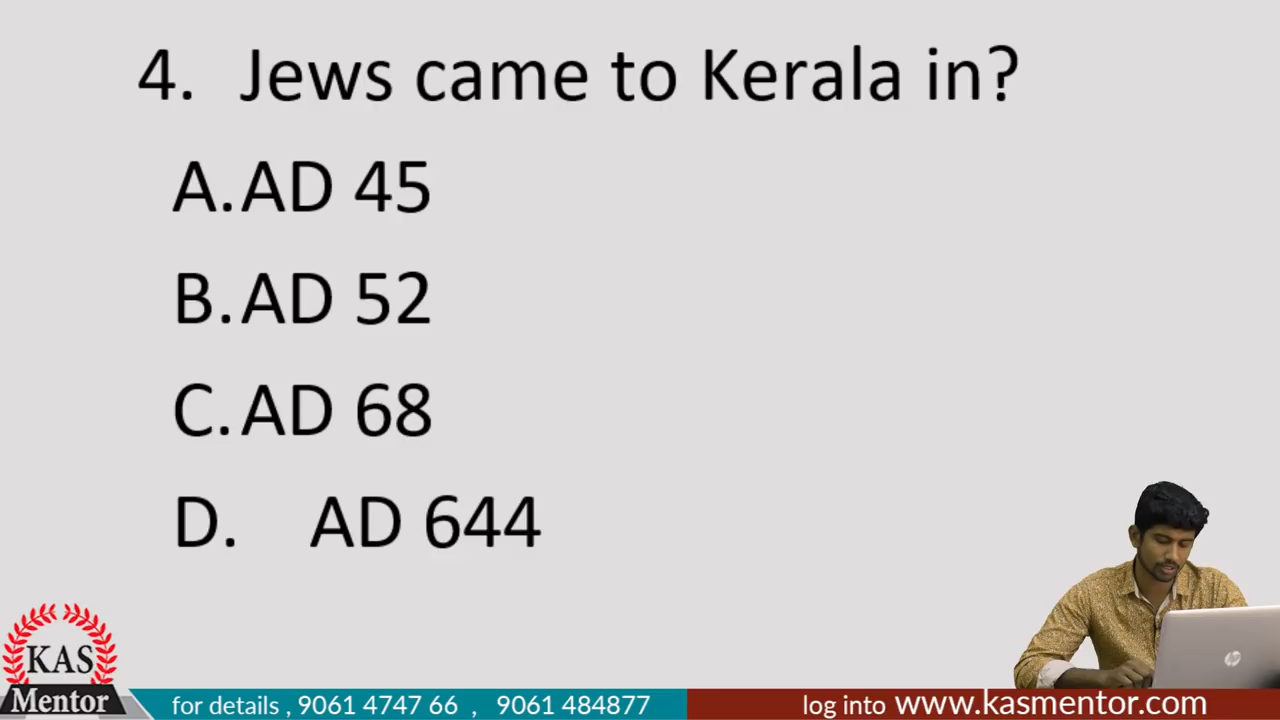 4. Jews came to Kerala in?
A. AD 45
B. AD 52
C. AD 68
D. AD 644
KAS
Mentor
for details , 9061 4747 66 , 9061 484877
log into www.kasmentor.com
hp